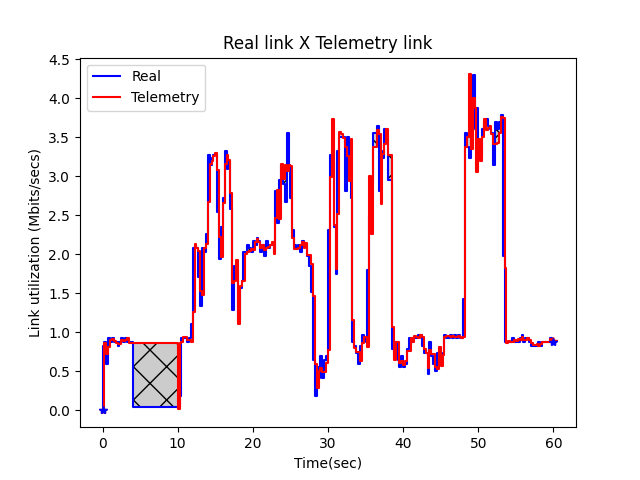 Real link X Telemetry link
Real
Telemetry
Link utilization (Mbits/secs)
4.5
4.0
3.5
3.0
2.5
2.0
1.5
1.0
0.5
0.0
0 10 20 30 40 50 60
Time(sec)